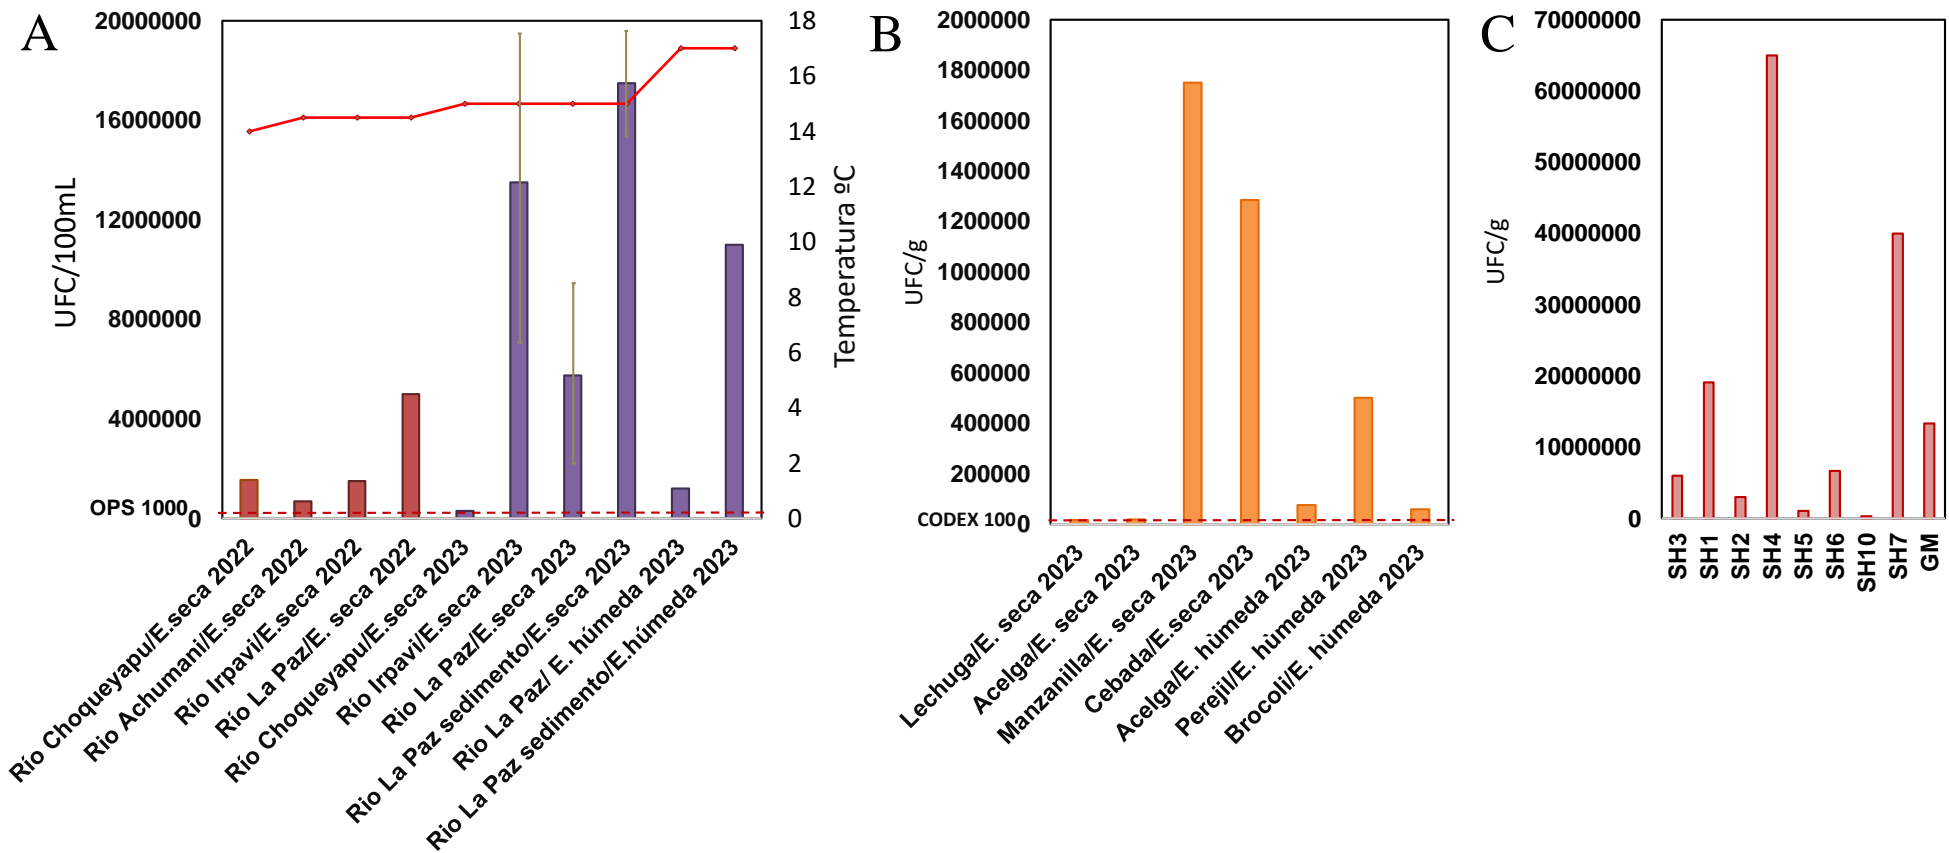 A
20000000
16000000
12000000
8000000
4000000
0
OPS 1000
UFC/100mL
18
16
14
12
10
8
6
4
2
0
Temperatura ºC
Río Choqueyapu/E.seca 2022
Rio Achumani/E.seca 2022
Río Irpavi/E.seca 2022
Río La Paz/E. seca 2022
Río Choqueyapu/E.seca 2023
Rio Irpavi/E.seca 2023
Rio La Paz/E.seca 2023
Rio La Paz sedimento/E.seca 2023
Rio La Paz/ E. húmeda 2023
Rio La Paz sedimento/E.húmeda 2023
B
2000000
1800000
1600000
1400000
1200000
1000000
800000
600000
400000
200000
0
CODEX 100
UFC/g
Lechuga/E. seca 2023
Acelga/E. seca 2023
Manzanilla/E. seca 2023
Cebada/E.seca 2023
Acelga/E. hùmeda 2023
Perejil/E. hùmeda 2023
Brocoli/E. hùmeda 2023
C
70000000
60000000
50000000
40000000
30000000
20000000
10000000
0
UFC/g
SH3
SH1
SH2
SH4
SH5
SH6
SH10
SH7
GM